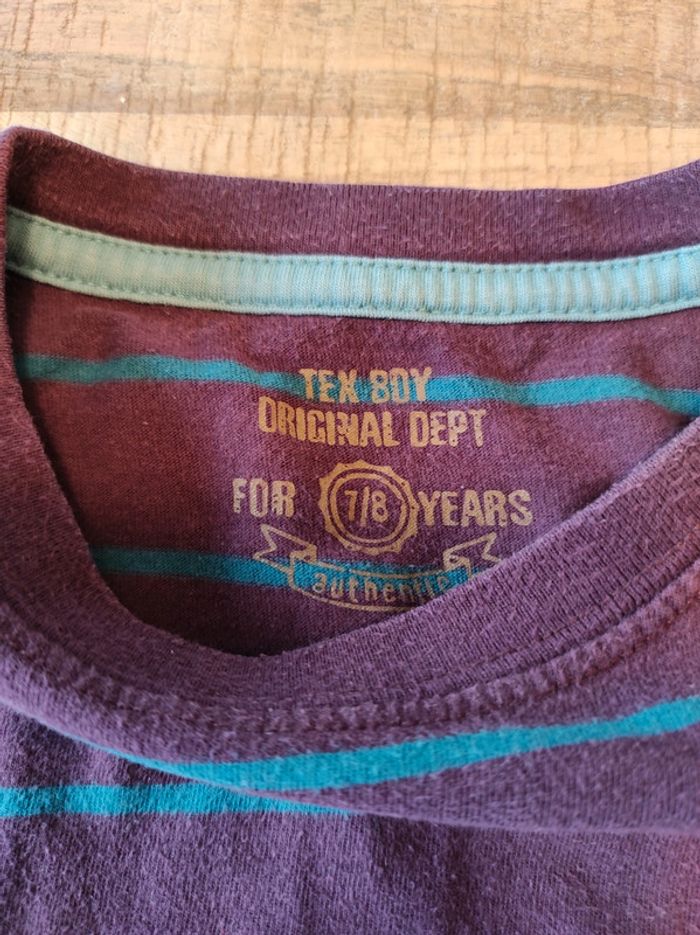 TEX BOY
ORIGINAL DEPT
FOR 7/8 YEARS
authentic